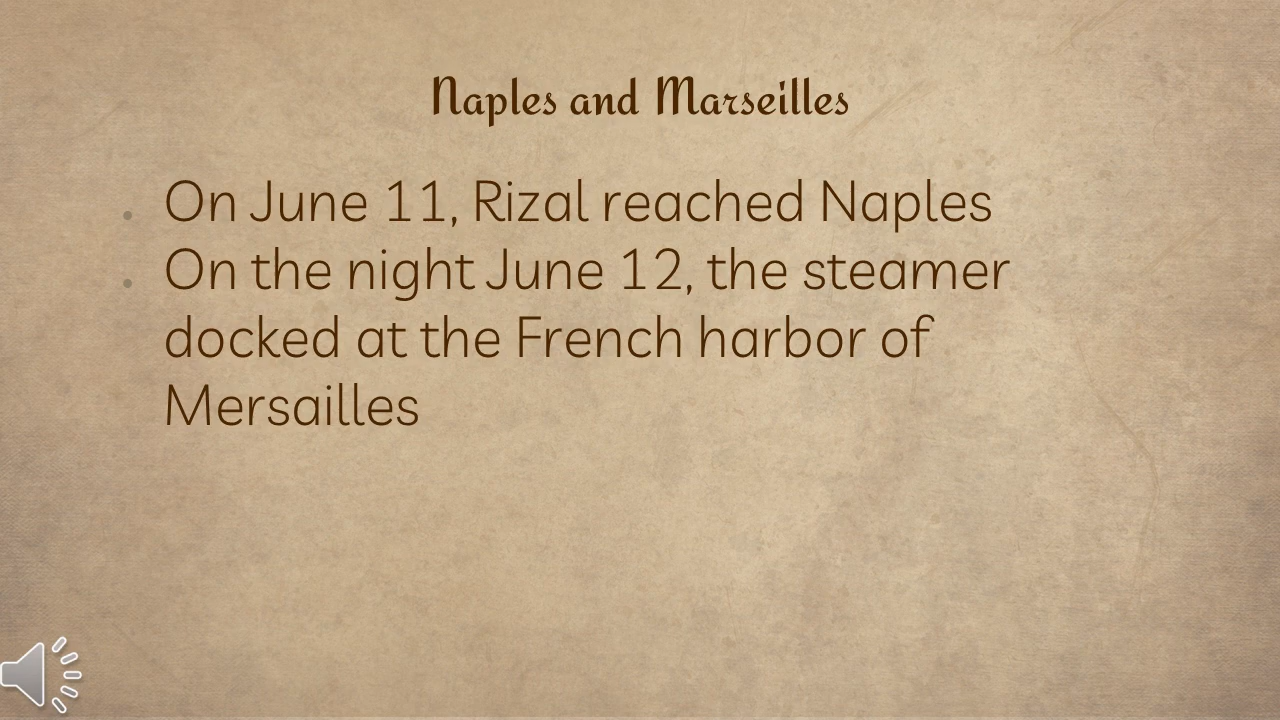 Naples and Marseilles
On June 11, Rizal reached Naples
On the night June 12, the steamer
docked at the French harbor of
Mersailles